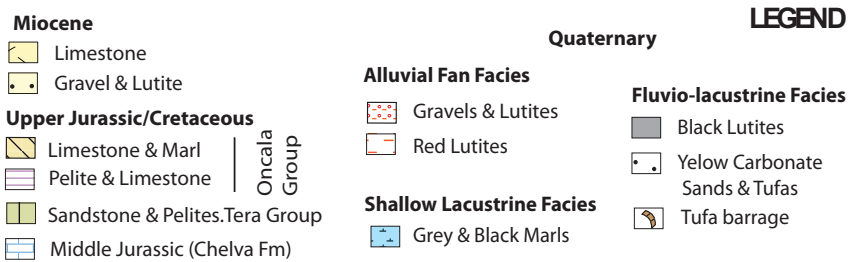 LEGEND
Miocene
Limestone
Gravel & Lutite
Upper Jurassic/Cretaceous
Limestone & Marl
Pelite & Limestone
Oncala
Group
Sandstone & Pelites.Tera Group
Middle Jurassic (Chelva Fm)
Quaternary
Alluvial Fan Facies
Gravels & Lutites
Red Lutites
Shallow Lacustrine Facies
Grey & Black Marls
Fluvio-lacustrine Facies
Black Lutites
Yelow Carbonate
Sands & Tufas
Tufa barrage